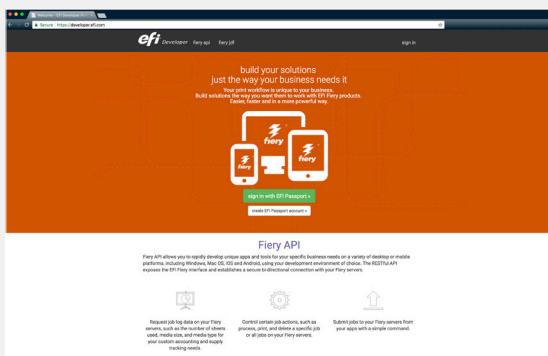 Welcome - EFI Developer
Secure https://developer.efi.com
efi Developer fiery api fiery jdf sign in
build your solutions
just the way your business needs it
Your print workflow is unique to your business.
Build solutions the way you want them to work with EFI Fiery products.
Easier, faster and in a more powerful way.
fiery
fiery fiery
sign in with EFI Passport »
create EFI Passport account »
Fiery API
Fiery API allows you to rapidly develop unique apps and tools for your specific business needs on a variety of desktop or mobile
platforms, including Windows, Mac OS, iOS and Android, using your development environment of choice. The RESTful API
exposes the EFI Fiery interface and establishes a secure bi-directional connection with your Fiery servers.
Request job log data on your Fiery
servers, such as the number of sheets
used, media size, and media type for
your custom accounting and supply
tracking needs.
Control certain job actions, such as
process, print, and delete a specific job
or all jobs on your Fiery servers.
Submit jobs to your Fiery servers from
your apps with a simple command.